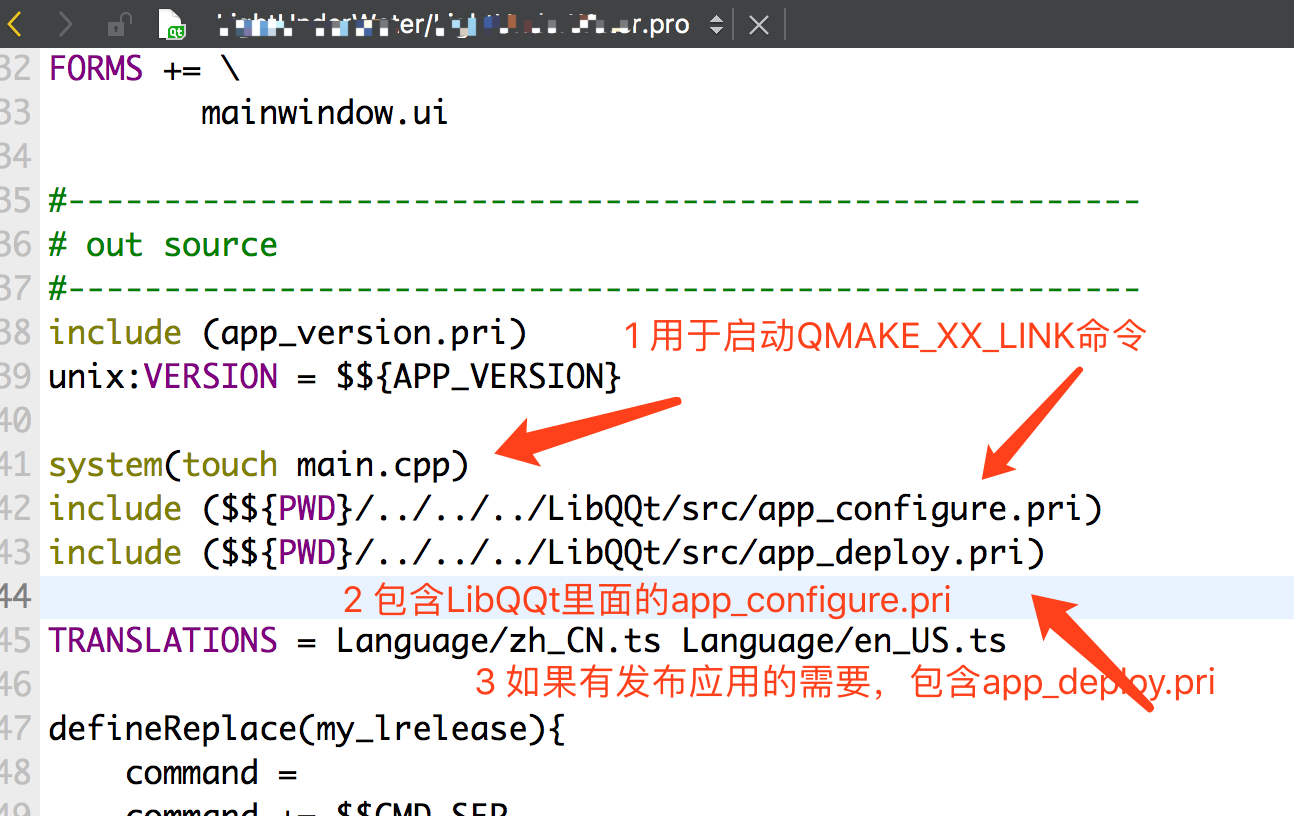 er.pro
32 FORMS += \
33 mainwindow.ui
34
35 #--------------------------------------------------------
36 # out source
37 #--------------------------------------------------------
38 include (app_version.pri)
1 用于启动QMAKE_XX_LINK命令
39 unix:VERSION = $${APP_VERSION}
40
41 system(touch main.cpp)
42 include ($${PWD}/../../../LibQQt/src/app_configure.pri)
43 include ($${PWD}/../../../LibQQt/src/app_deploy.pri)
44
2 包含LibQQt里面的app_configure.pri
45 TRANSLATIONS = Language/zh_CN.ts Language/en_US.ts
46
3 如果有发布应用的需要，包含app_deploy.pri
47 defineReplace(my_lrelease){
48 command =
49 command += $$CMD_SEP